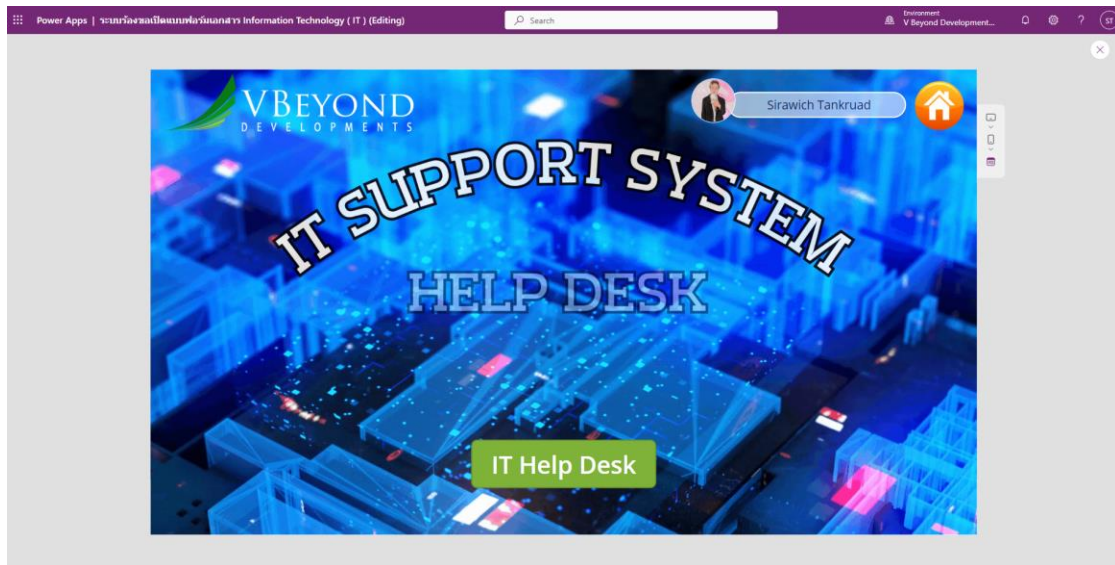 Power Apps | ระบบร้องขอเปิดแบบฟอร์มเอกสาร Information Technology ( IT ) (Editing)
Search
Environment
V Beyond Development...
?
ST
VBEYOND
DEVELOPMENTS
Sirawich Tankruad
IT SUPPORT SYSTEM
HELP DESK
IT Help Desk